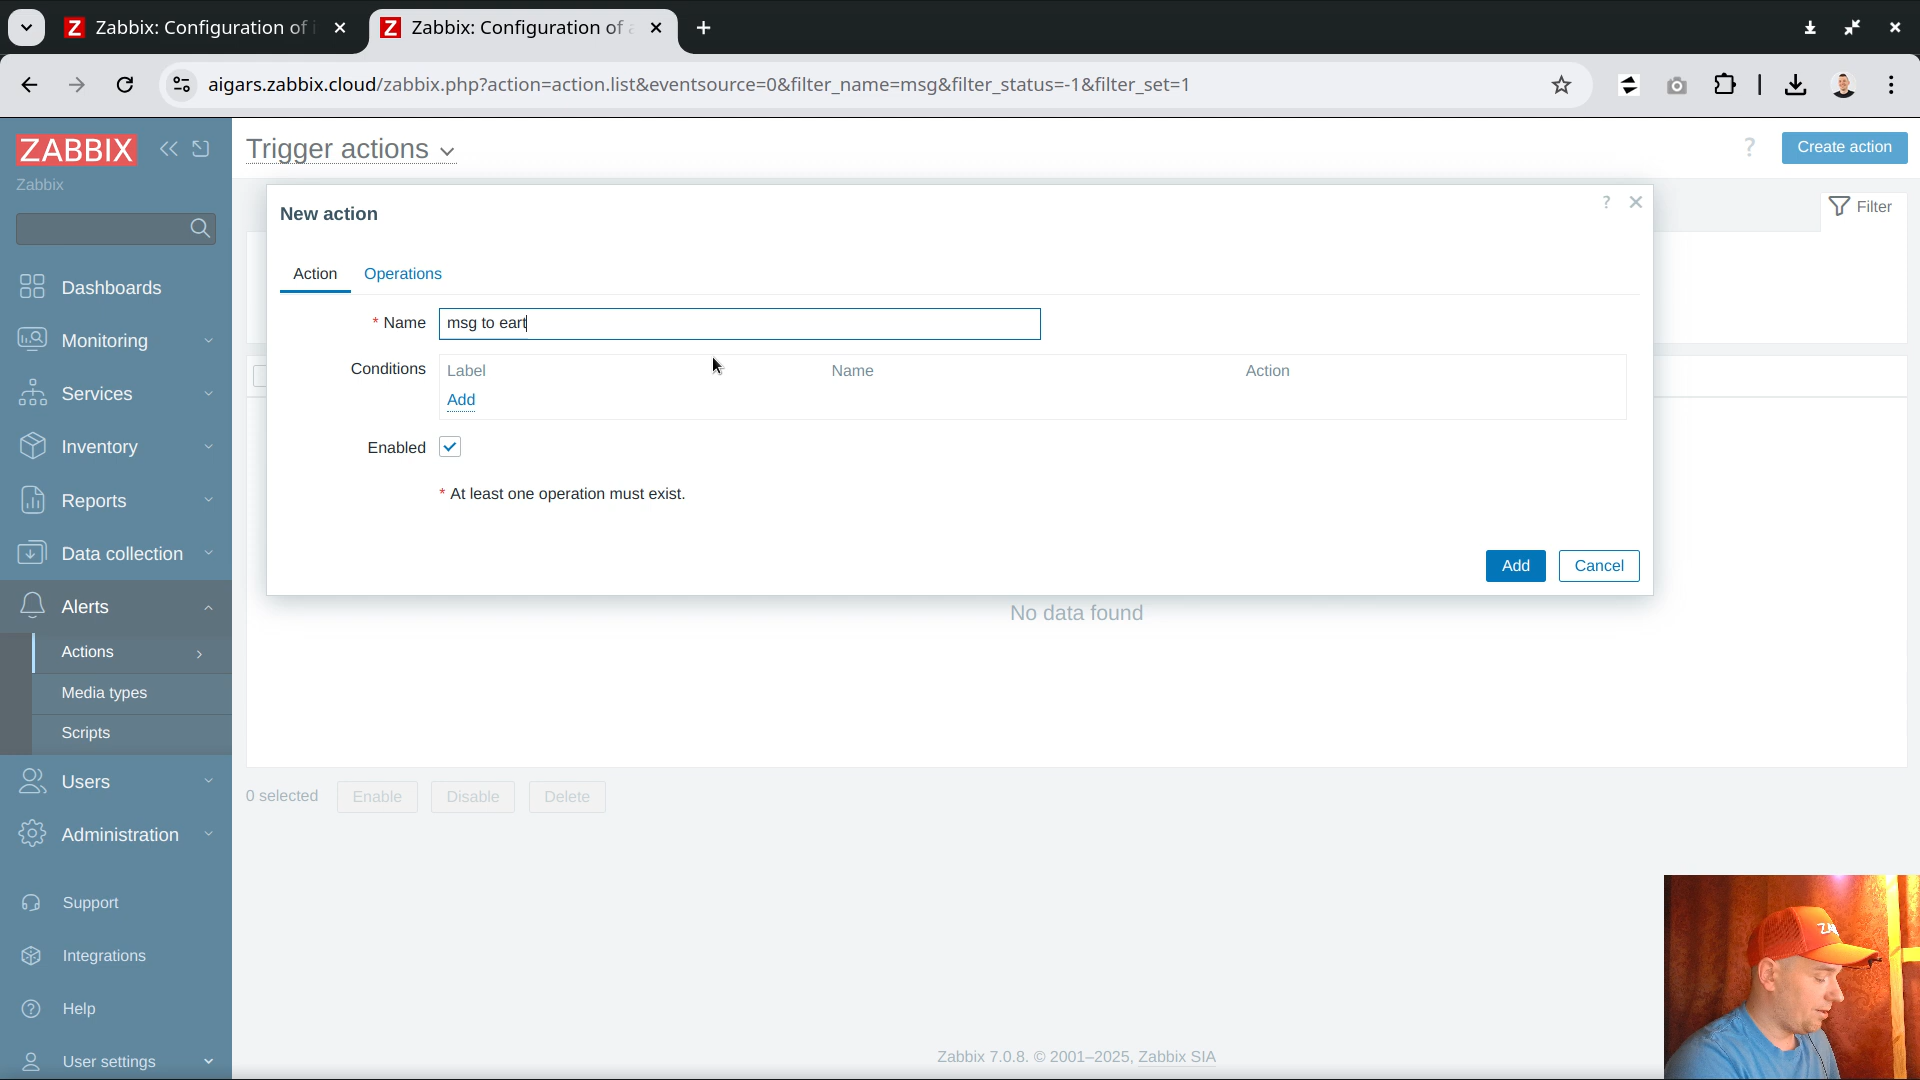 Zabbix: Configuration of
Zabbix: Configuration of
aigars.zabbix.cloud/zabbix.php?action=action.list&eventsource=0&filter_name=msg&filter_status=-1&filter_set=1
ZABBIX
Zabbix
Dashboards
Monitoring
Services
Inventory
Reports
Data collection
Alerts
Actions
Media types
Scripts
Users
Administration
Support
Integrations
Help
User settings
Trigger actions
? Create action
Filter
New action
?
Action Operations
* Name msg to eart
Conditions Label Name Action
Add
Enabled
* At least one operation must exist.
Add Cancel
No data found
0 selected Enable Disable Delete
Zabbix 7.0.8. © 2001–2025, Zabbix SIA